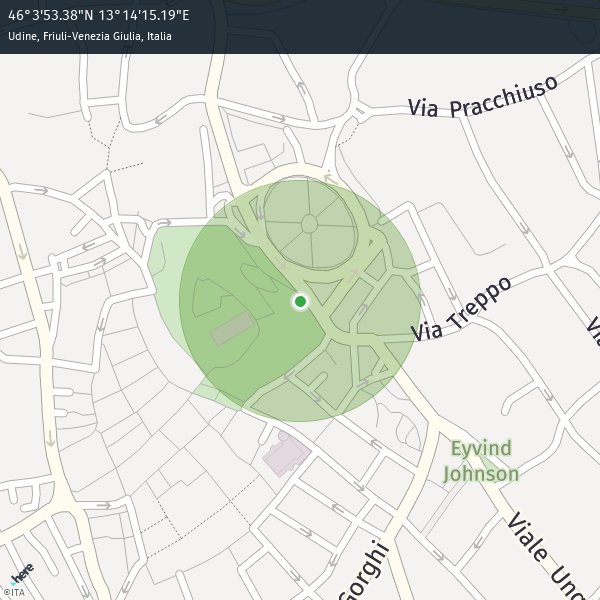 46°3'53.38"N 13°14'15.19"E
Udine, Friuli-Venezia Giulia, Italia
Via Pracchiuso
Via Treppo
Eyvind
Johnson
Viale
Gorghi
here
©ITA